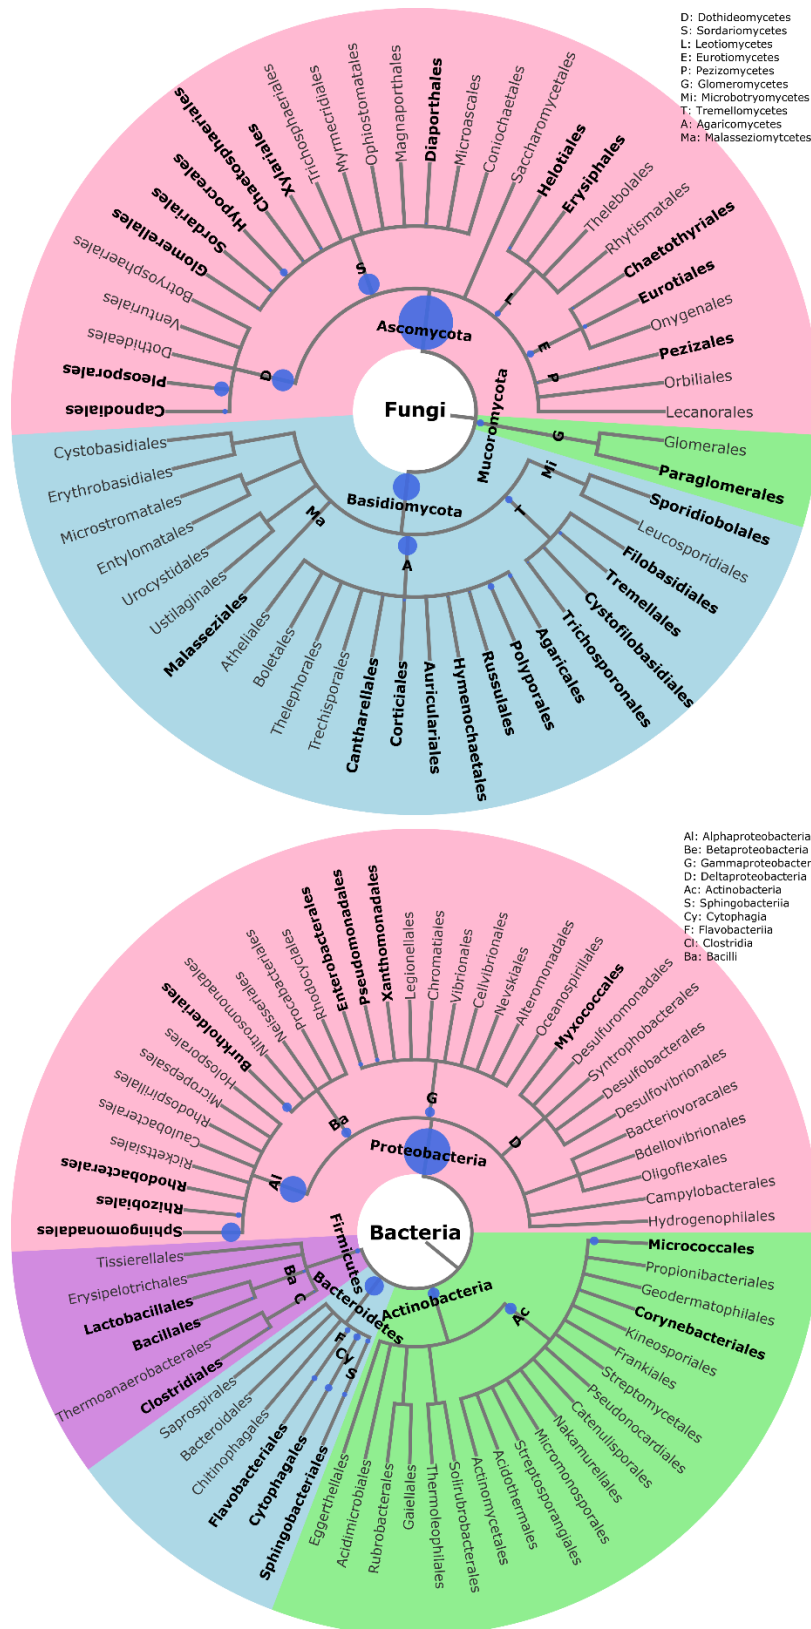 D: Dothideomycetes
S: Sordariomycetes
L: Leotiomycetes
E: Eurotiomycetes
P: Pezizomycetes
G: Glomeromycetes
Mi: Microbotryomycetes
T: Tremellomycetes
A: Agaricomycetes
Ma: Malasseziomytcetes
Capnodiales
Pleosporales
Dothideales
Venturiales
Botryosphaeriales
Glomerellales
Sordariales
Hypocreales
Chaetosphaeriales
Xylariales
Trichosphaeriales
Myrmecridiales
Ophiostomatales
Magnaporthales
Diaporthales
Microascales
Coniochaetales
Saccharomycetales
Helotiales
Erysiphales
Thelebolales
Rhytismatales
Chaetothyriales
Eurotiales
Onygenales
Pezizales
Orbiliales
Lecanorales
Glomerales
Paraglomerales
Sporidiobolales
Leucosporidiales
Filobasidiales
Tremellales
Cystofilobasidiales
Trichosporonales
Agaricales
Polyporales
Russulales
Hymenochaetales
Auriculariales
Corticiales
Cantharellales
Trechisporales
Thelephorales
Boletales
Atheliales
Malasseziales
Ustilaginales
Urocystidales
Entylomatales
Microstromatales
Erythrobasidiales
Cystobasidiales
S
D
L
E
P
Ascomycota
Fungi
Mucoromycota
G
Mi
T
Basidiomycota
Ma
A
Al: Alphaproteobacteria
Be: Betaproteobacteria
G: Gammaproteobacter
D: Deltaproteobacteria
Ac: Actinobacteria
S: Sphingobacteriia
Cy: Cytophagia
F: Flavobacteriia
Cl: Clostridia
Ba: Bacilli
Sphingomonadales
Rhizobiales
Rhodobacterales
Rickettsiales
Caulobacterales
Rhodospirillales
Micropepsales
Holosporales
Burkholderiales
Nitrosomonadales
Neisseriales
Procabacteriales
Rhodocyclales
Enterobacterales
Pseudomonadales
Xanthomonadales
Legionellales
Chromatiales
Vibrionales
Cellvibrionales
Nevskiales
Alteromonadales
Oceanospirillales
Myxococcales
Desulfuromonadales
Syntrophobacterales
Desulfobacterales
Desulfovibrionales
Bacteriovoracales
Bdellovibrionales
Oligoflexales
Campylobacterales
Hydrogenophilales
Micrococcales
Propionibacteriales
Geodermatophilales
Corynebacteriales
Kineosporiales
Frankiales
Streptomycetales
Pseudonocardiales
Catenulisporales
Nakamurellales
Micromonosporales
Streptosporangiales
Acidothermales
Actinomycetales
Solirubrobacterales
Thermoleophilales
Gaiellales
Rubrobacterales
Acidimicrobiales
Eggerthellales
Sphingobacteriales
Cytophagales
Flavobacteriales
Chitinophagales
Bacteroidales
Saprospirales
Clostridiales
Thermoanaerobacterales
Bacillales
Lactobacillales
Erysipelotrichales
Tissierellales
Ba
G
D
Al
Proteobacteria
Bacteria
Firmicutes
Ba
C
Bacteroidetes
F
Cy
S
Actinobacteria
Ac